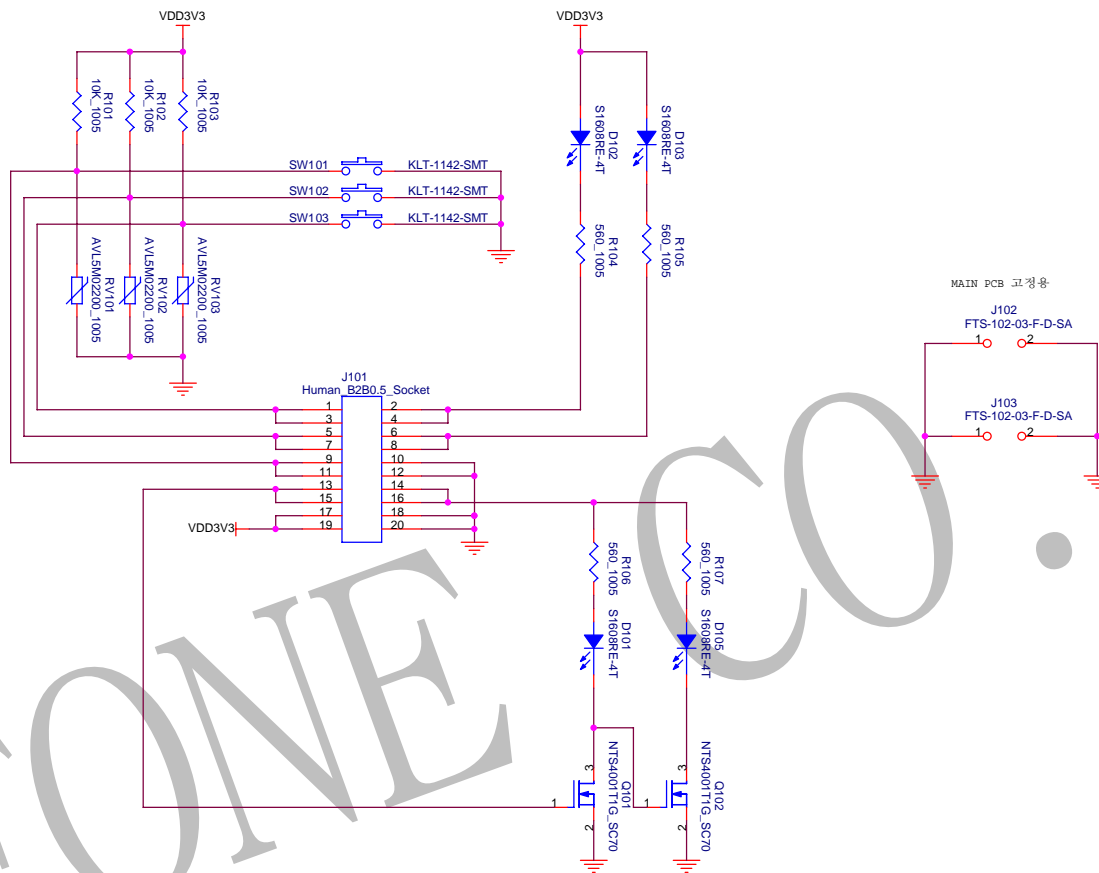 VDD3V3
VDD3V3
R101
10K_1005
R102
10K_1005
R103
10K_1005
D102
S1608RE-4T
D103
S1608RE-4T
SW101
KLT-1142-SMT
SW102
KLT-1142-SMT
SW103
KLT-1142-SMT
R104
560_1005
R105
560_1005
RV101
AVL5M02200_1005
RV102
AVL5M02200_1005
RV103
AVL5M02200_1005
MAIN PCB 고정용
J102
FTS-102-03-F-D-SA
1
2
J103
FTS-102-03-F-D-SA
1
2
J101
Human_B2B0.5_Socket
1
2
3
4
5
6
7
8
9
10
11
12
13
14
15
16
17
18
19
20
VDD3V3
R106
560_1005
R107
560_1005
D101
S1608RE-4T
D105
S1608RE-4T
Q101
NTS4001T1G_SC70
1
3
2
Q102
NTS4001T1G_SC70
1
3
2
ONE CO.